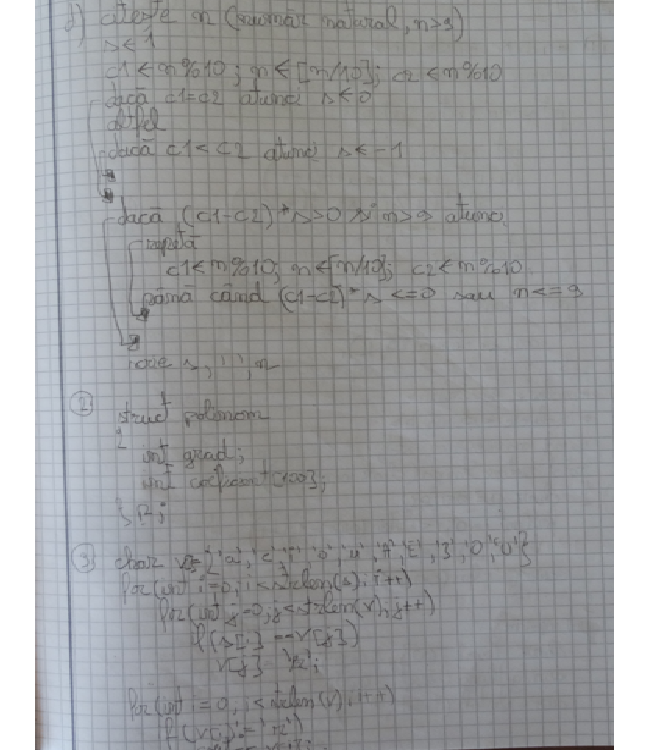 d) citește n (număr natural, n>9)
s←1
c1←n%10; n←[n/10]; c2←n%10
dacă c1=c2 atunci s←0
altfel
dacă c1<c2 atunci s←-1
dacă (c1-c2)*s>0 și n>9 atunci
repetă
c1←n%10; n←[n/10]; c2←n%10
până când (c1-c2)*s<=0 sau n<=9
scrie s,' ',n
② struct polinom
{
int grad;
int coeficient[100];
}p;
③ char v[]={'a','e','i','o','u','A','E','I','O','U'}
for(int i=0;i<strlen(s);i++)
for(int j=0;j<strlen(v);j++)
if(s[i]==v[j])
v[j]='x';
for(int i=0;i<strlen(v);i++)
if(v[i]!='x')